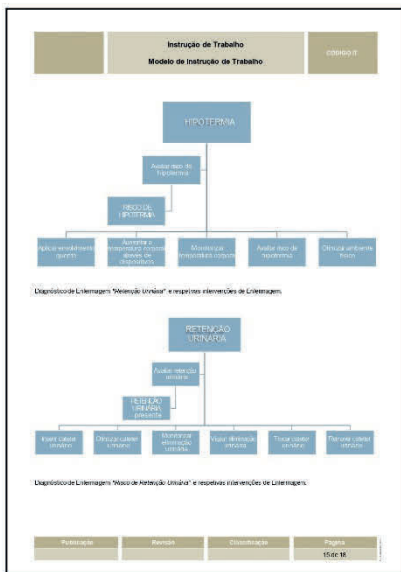 Instrução de Trabalho
CÓDIGO IT
Modelo de Instrução de Trabalho
HIPOTERMIA
Avaliar risco de
hipotermia
RISCO DE
HIPOTERMIA
Aplicar envolvimento
quente
Aumentar a
temperatura corporal
através de
dispositivos
Monitorizar
temperatura corporal
Avaliar risco de
hipotermia
Otimizar ambiente
físico
Diagnóstico de Enfermagem "Retenção Urinária" e respetivas intervenções de Enfermagem:
RETENÇÃO
URINÁRIA
Avaliar retenção
urinária
RETENÇÃO
URINÁRIA
presente
Inserir cateter
urinário
Otimizar cateter
urinário
Monitorizar
eliminação
urinária
Vigiar eliminação
urinária
Trocar cateter
urinário
Remover cateter
urinário
Diagnóstico de Enfermagem "Risco de Retenção Urinária" e respetivas intervenções de Enfermagem:
Publicação
Revisão
Classificação
Página
15 de 18